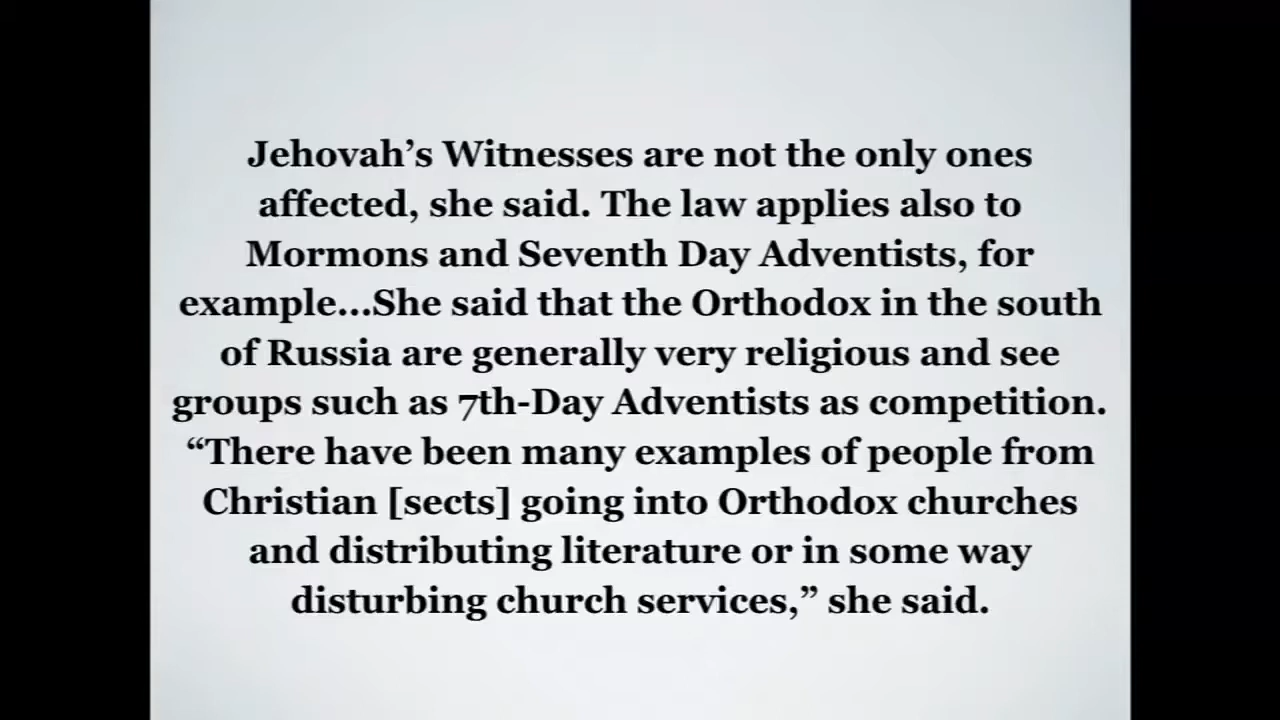 Jehovah’s Witnesses are not the only ones
affected, she said. The law applies also to
Mormons and Seventh Day Adventists, for
example...She said that the Orthodox in the south
of Russia are generally very religious and see
groups such as 7th-Day Adventists as competition.
“There have been many examples of people from
Christian [sects] going into Orthodox churches
and distributing literature or in some way
disturbing church services,” she said.